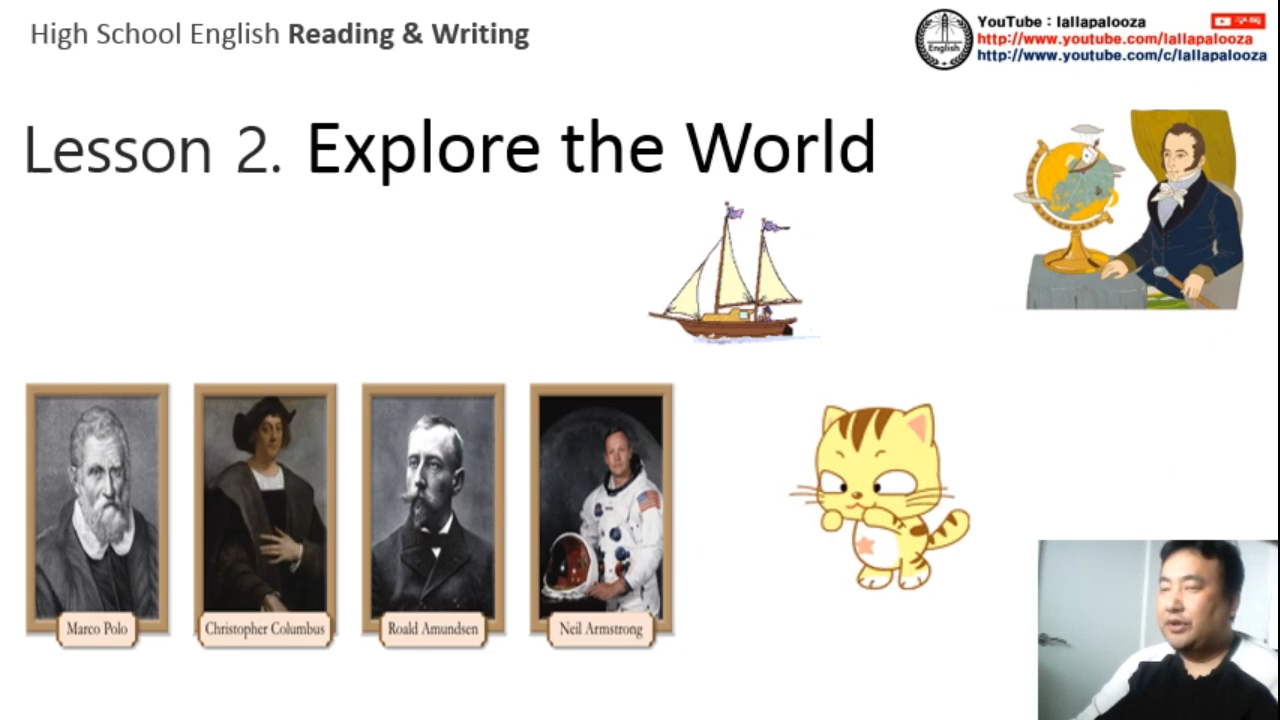 High School English Reading & Writing
YouTube : lallapalooza
http://www.youtube.com/lallapalooza
http://www.youtube.com/c/lallapalooza
English
Lesson 2. Explore the World
Marco Polo
Christopher Columbus
Roald Amundsen
Neil Armstrong